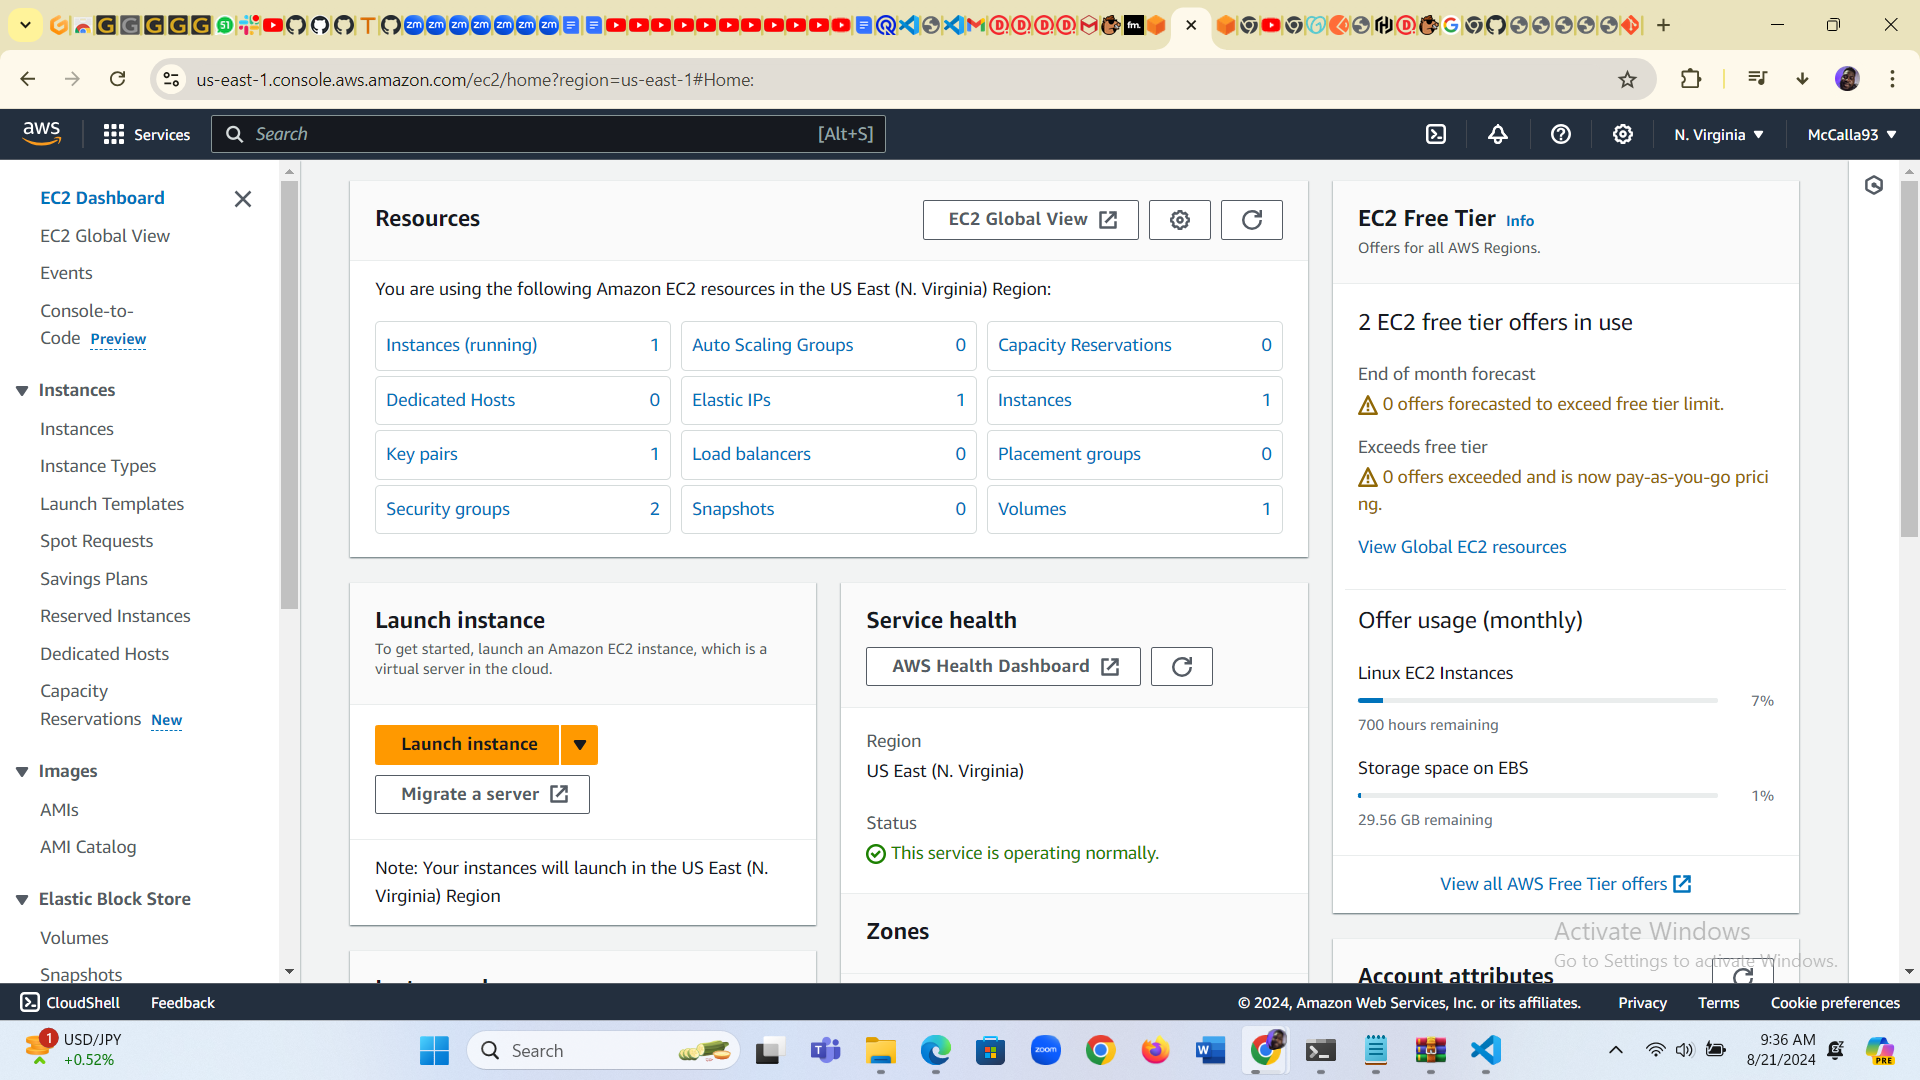 us-east-1.console.aws.amazon.com/ec2/home?region=us-east-1#Home:
aws
Services
Search
[Alt+S]
N. Virginia
McCalla93
EC2 Dashboard
EC2 Global View
Events
Console-to-
Code Preview
Instances
Instances
Instance Types
Launch Templates
Spot Requests
Savings Plans
Reserved Instances
Dedicated Hosts
Capacity
Reservations New
Images
AMIs
AMI Catalog
Elastic Block Store
Volumes
Snapshots
Resources
EC2 Global View
You are using the following Amazon EC2 resources in the US East (N. Virginia) Region:
Instances (running) 1
Auto Scaling Groups 0
Capacity Reservations 0
Dedicated Hosts 0
Elastic IPs 1
Instances 1
Key pairs 1
Load balancers 0
Placement groups 0
Security groups 2
Snapshots 0
Volumes 1
Launch instance
To get started, launch an Amazon EC2 instance, which is a
virtual server in the cloud.
Launch instance
Migrate a server
Note: Your instances will launch in the US East (N.
Virginia) Region
Service health
AWS Health Dashboard
Region
US East (N. Virginia)
Status
This service is operating normally.
Zones
EC2 Free Tier Info
Offers for all AWS Regions.
2 EC2 free tier offers in use
End of month forecast
0 offers forecasted to exceed free tier limit.
Exceeds free tier
0 offers exceeded and is now pay-as-you-go prici
ng.
View Global EC2 resources
Offer usage (monthly)
Linux EC2 Instances
7%
700 hours remaining
Storage space on EBS
1%
29.56 GB remaining
View all AWS Free Tier offers
Account attributes
Activate Windows
Go to Settings to activate Windows.
CloudShell
Feedback
© 2024, Amazon Web Services, Inc. or its affiliates.
Privacy
Terms
Cookie preferences
1
USD/JPY
+0.52%
Search
zoom
9:36 AM
8/21/2024
PRE